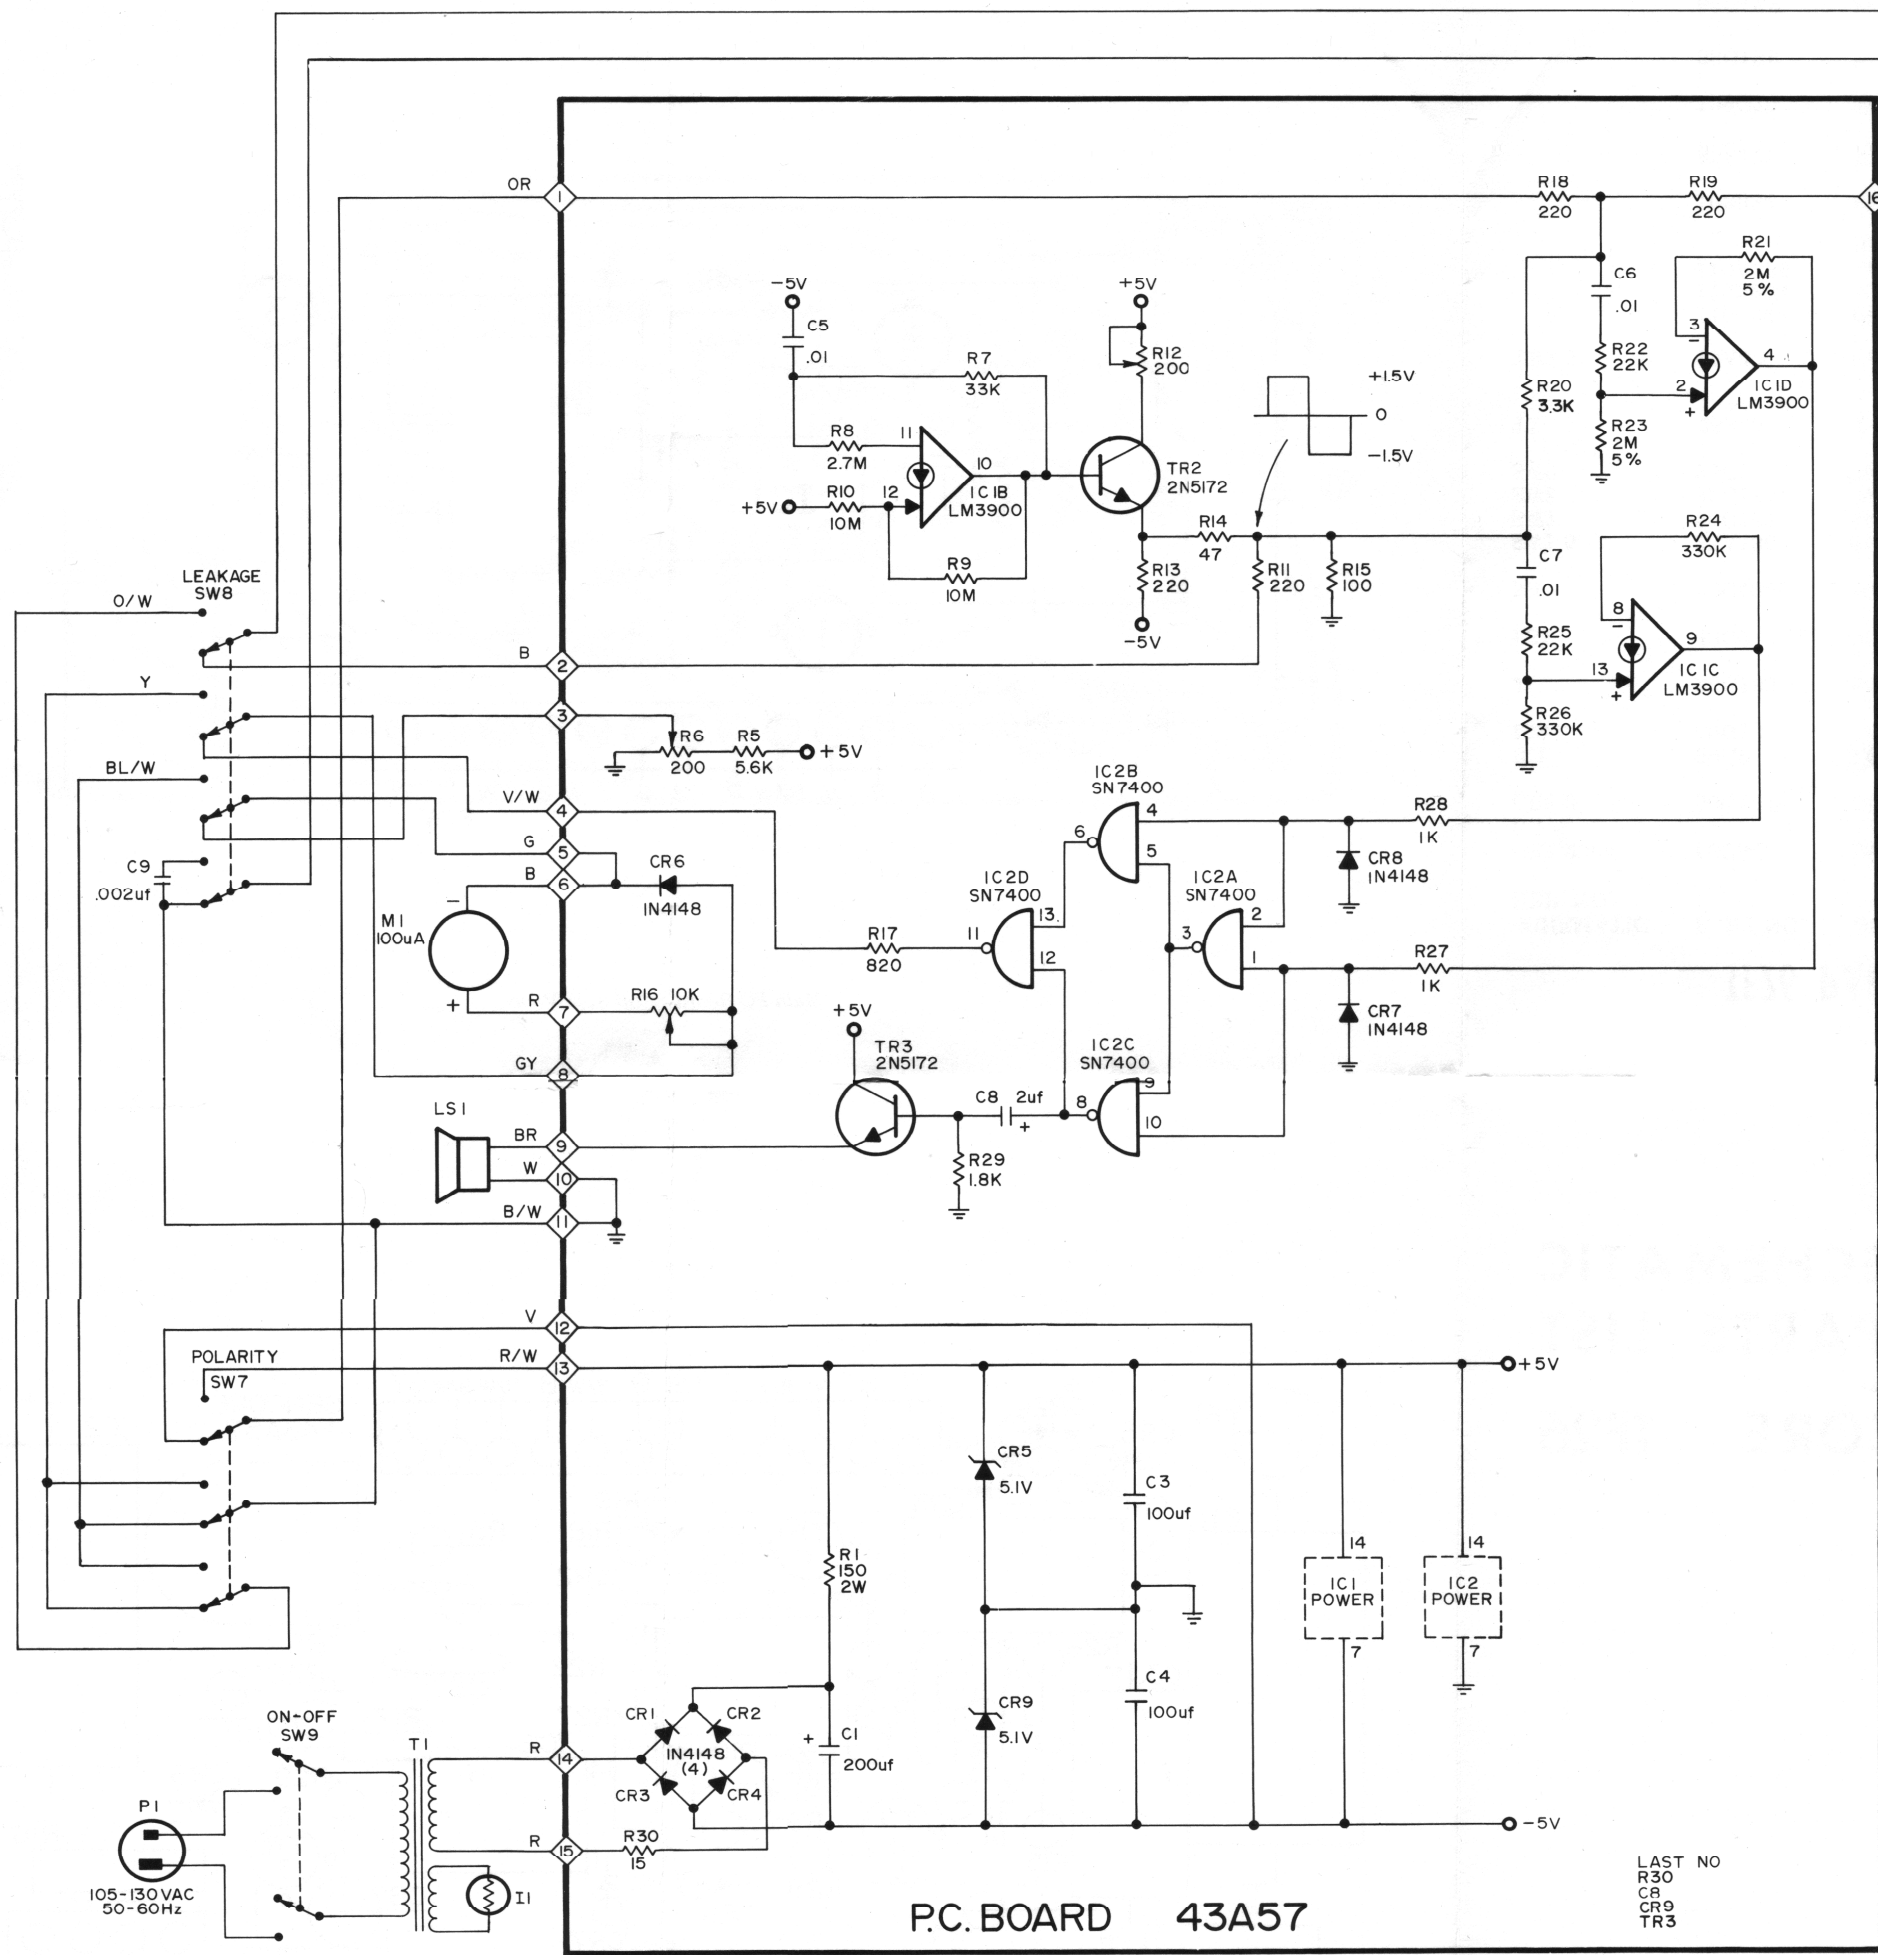 OR
1
R18
220
R19
220
16
R21
2M
5%
C6
.01
3
−
4
IC1D
LM3900
2
+
R22
22K
R20
3.3K
R23
2M
5%
−5V
C5
.01
R7
33K
+5V
R12
200
+1.5V
0
−1.5V
R8
2.7M
11
10
IC1B
LM3900
+5V
R10
10M
12
R9
10M
TR2
2N5172
R14
47
R13
220
−5V
R11
220
R15
100
C7
.01
R24
330K
8
−
9
IC1C
LM3900
13
+
R25
22K
R26
330K
LEAKAGE
SW8
O/W
B
2
Y
3
R6
200
R5
5.6K
+5V
BL/W
V/W
4
G
5
B
6
CR6
1N4148
C9
.002uf
−
M1
100uA
+
R
7
R16 10K
GY
8
IC2B
SN7400
4
5
6
R28
1K
CR8
1N4148
IC2D
SN7400
13.
12
11
IC2A
SN7400
2
1
3
R17
820
R27
1K
CR7
1N4148
+5V
TR3
2N5172
IC2C
SN7400
9
10
8
C8 2uf
+
R29
1.8K
LS1
BR
9
W
10
B/W
11
V
12
POLARITY
SW7
R/W
13
+5V
CR5
5.1V
C3
100uf
R1
150
2W
14
IC1
POWER
7
14
IC2
POWER
7
CR9
5.1V
C4
100uf
ON-OFF
SW9
T1
R
14
CR1
CR2
1N4148
(4)
CR3
CR4
+
C1
200uf
P1
105-130VAC
50-60Hz
R
15
R30
15
I1
−5V
P.C. BOARD 43A57
LAST NO
R30
C8
CR9
TR3